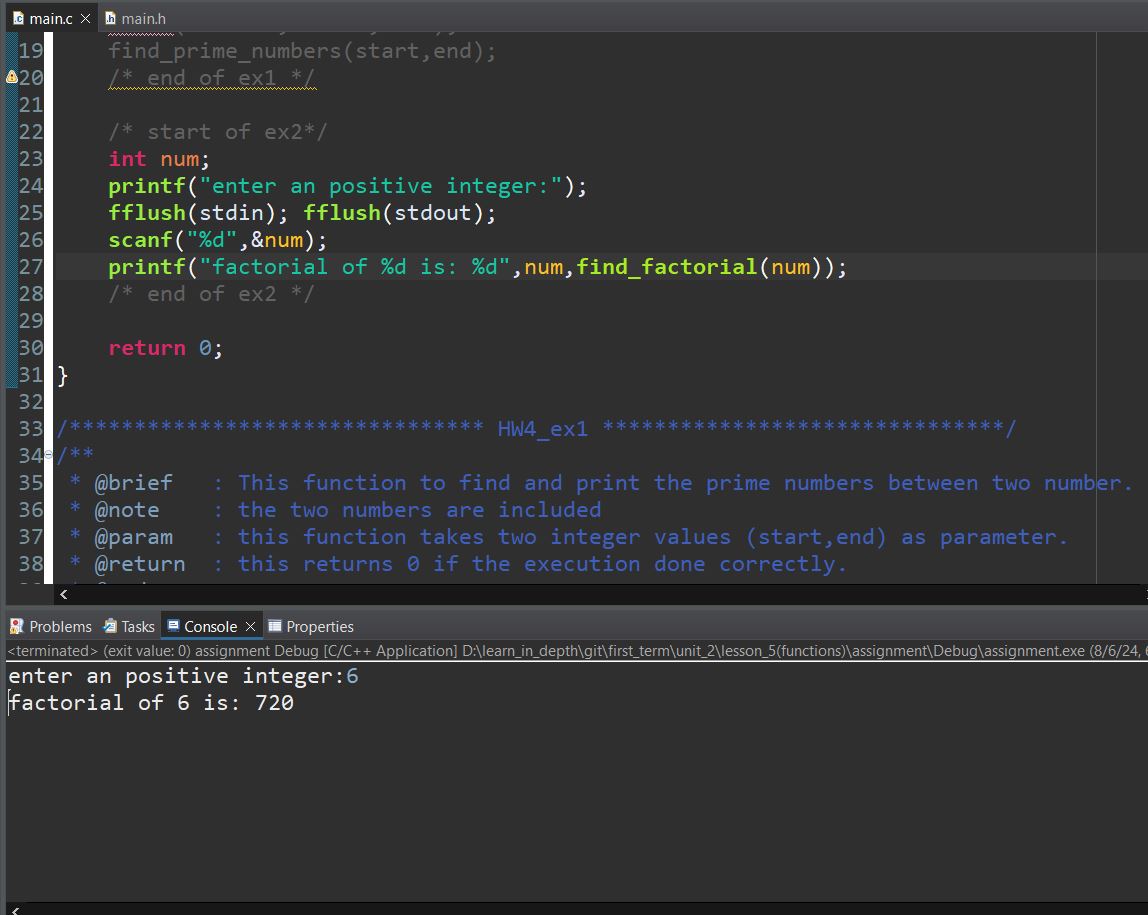 main.c
main.h
19 find_prime_numbers(start,end);
20 /* end of ex1 */
21
22 /* start of ex2*/
23 int num;
24 printf("enter an positive integer:");
25 fflush(stdin); fflush(stdout);
26 scanf("%d",&num);
27 printf("factorial of %d is: %d",num,find_factorial(num));
28 /* end of ex2 */
29
30 return 0;
31 }
32
33 /******************************** HW4_ex1 *******************************/
34 /**
35 * @brief : This function to find and print the prime numbers between two number.
36 * @note : the two numbers are included
37 * @param : this function takes two integer values (start,end) as parameter.
38 * @return : this returns 0 if the execution done correctly.
Problems Tasks Console Properties
<terminated> (exit value: 0) assignment Debug [C/C++ Application] D:\learn_in_depth\git\first_term\unit_2\lesson_5(functions)\assignment\Debug\assignment.exe (8/6/24,
enter an positive integer:6
factorial of 6 is: 720